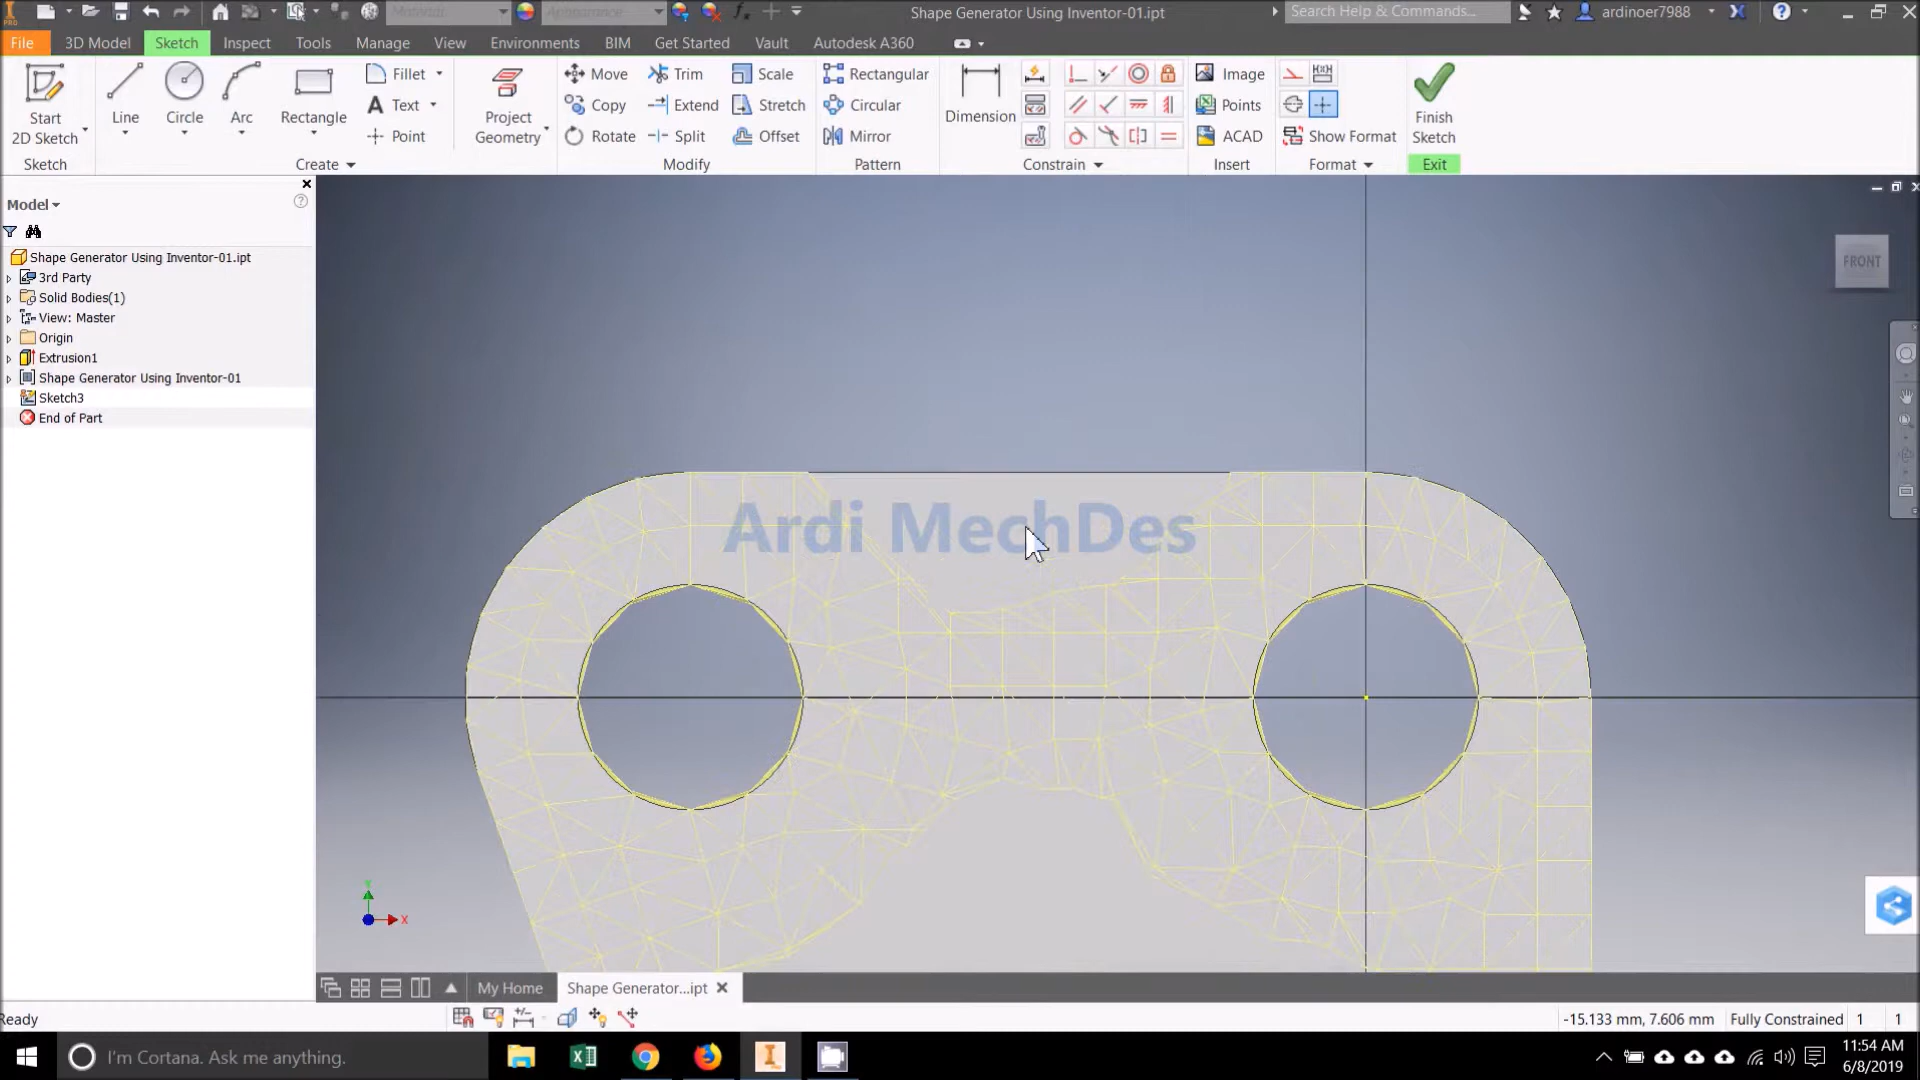 Material
Appearance
Shape Generator Using Inventor-01.ipt
Search Help & Commands...
ardinoer7988
PRO
File
3D Model
Sketch
Inspect
Tools
Manage
View
Environments
BIM
Get Started
Vault
Autodesk A360
Start
2D Sketch
Line
Circle
Arc
Rectangle
Fillet
Text
Point
Project
Geometry
Move
Copy
Rotate
Trim
Extend
Split
Scale
Stretch
Offset
Rectangular
Circular
Mirror
Dimension
Image
Points
ACAD
Show Format
Finish
Sketch
Sketch
Create
Modify
Pattern
Constrain
Insert
Format
Exit
Model
Shape Generator Using Inventor-01.ipt
3rd Party
Solid Bodies(1)
View: Master
Origin
Extrusion1
Shape Generator Using Inventor-01
Sketch3
End of Part
FRONT
Ardi MechDes
Y
X
My Home
Shape Generator...ipt
Ready
-15.133 mm, 7.606 mm
Fully Constrained
1
1
I'm Cortana. Ask me anything.
11:54 AM
6/8/2019